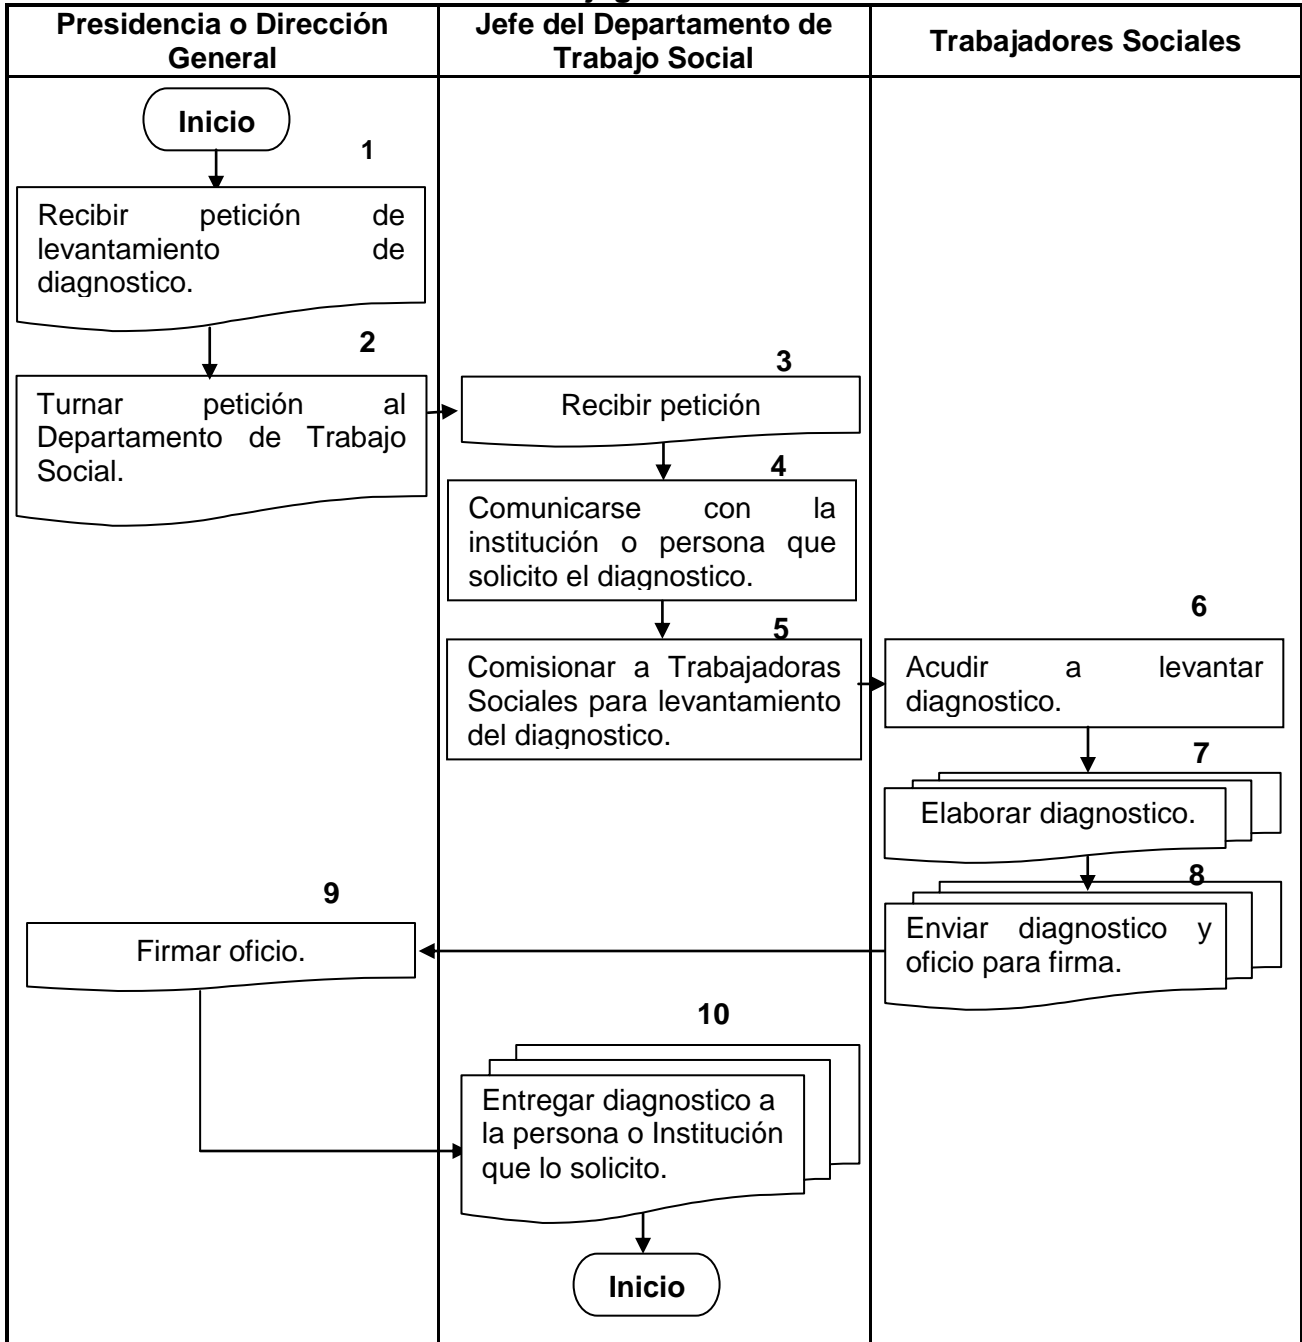 Presidencia o Dirección
General
Jefe del Departamento de
Trabajo Social
Trabajadores Sociales
Inicio
1
Recibir petición de
levantamiento de
diagnostico.
2
Turnar petición al
Departamento de Trabajo
Social.
3
Recibir petición
4
Comunicarse con la
institución o persona que
solicito el diagnostico.
5
Comisionar a Trabajadoras
Sociales para levantamiento
del diagnostico.
6
Acudir a levantar
diagnostico.
7
Elaborar diagnostico.
8
Enviar diagnostico y
oficio para firma.
9
Firmar oficio.
10
Entregar diagnostico a
la persona o Institución
que lo solicito.
Inicio